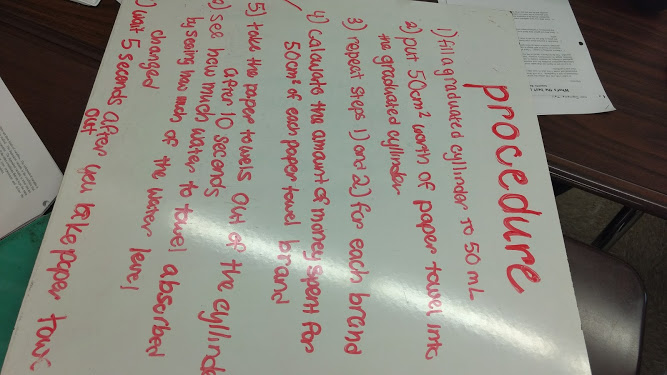 procedure
1) fill a graduated cyllinder to 50 mL
2) put 50cm² worth of paper towel into
the graduated cyllinder
3) repeat steps 1) and 2) for each brand
4) calculate the amount of money spent for
50cm² of each paper towel brand
5) take the paper towels out of the cyllinde
after 10 seconds
) see how much water to towel absorbed
by seeing how much of the water level
changed
) wait 5 seconds after you take paper towe
out